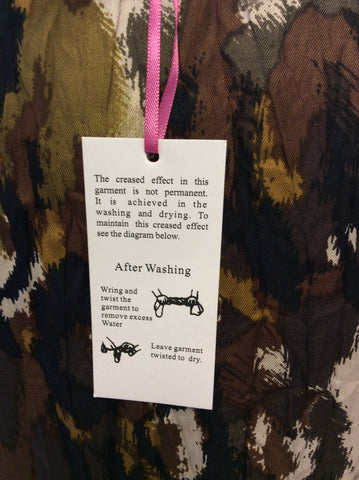 The creased effect in this
garment is not permanent.
It is achieved in the
washing and drying. To
maintain this creased effect
see the diagram below.
After Washing
Wring and
twist the
garment to
remove excess
Water
Leave garment
twisted to dry.